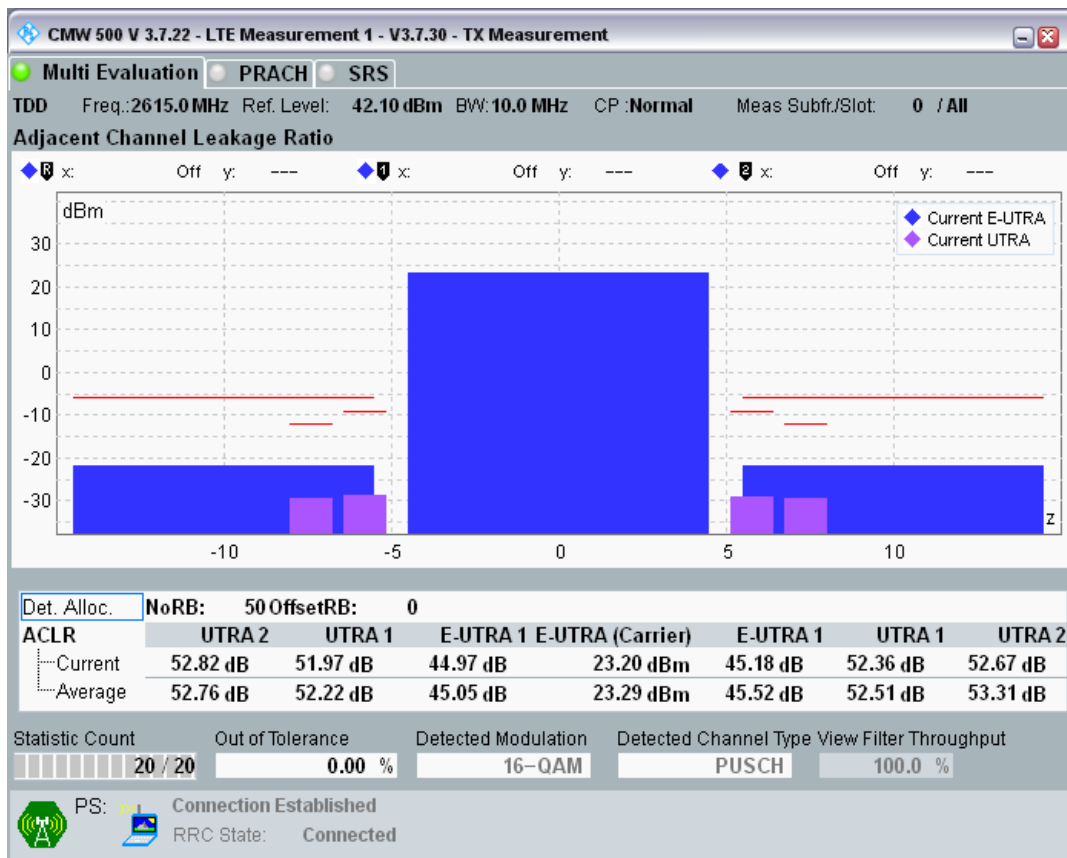 CMW 500 V 3.7.22 - LTE Measurement 1 - V3.7.30 - TX Measurement
Multi Evaluation PRACH SRS
TDD Freq.:2615.0 MHz Ref. Level: 42.10 dBm BW:10.0 MHz CP :Normal Meas Subfr./Slot: 0 / All
Adjacent Channel Leakage Ratio
R x: Off y: --- 1 x: Off y: --- 2 x: Off y: ---
dBm
Current E-UTRA
Current UTRA
30
20
10
0
-10
-20
-30
z
-10 -5 0 5 10
Det. Alloc. NoRB: 50 OffsetRB: 0
ACLR UTRA 2 UTRA 1 E-UTRA 1 E-UTRA (Carrier) E-UTRA 1 UTRA 1 UTRA 2
Current 52.82 dB 51.97 dB 44.97 dB 23.20 dBm 45.18 dB 52.36 dB 52.67 dB
Average 52.76 dB 52.22 dB 45.05 dB 23.29 dBm 45.52 dB 52.51 dB 53.31 dB
Statistic Count Out of Tolerance Detected Modulation Detected Channel Type View Filter Throughput
20 / 20 0.00 % 16-QAM PUSCH 100.0 %
PS: Connection Established
RRC State: Connected